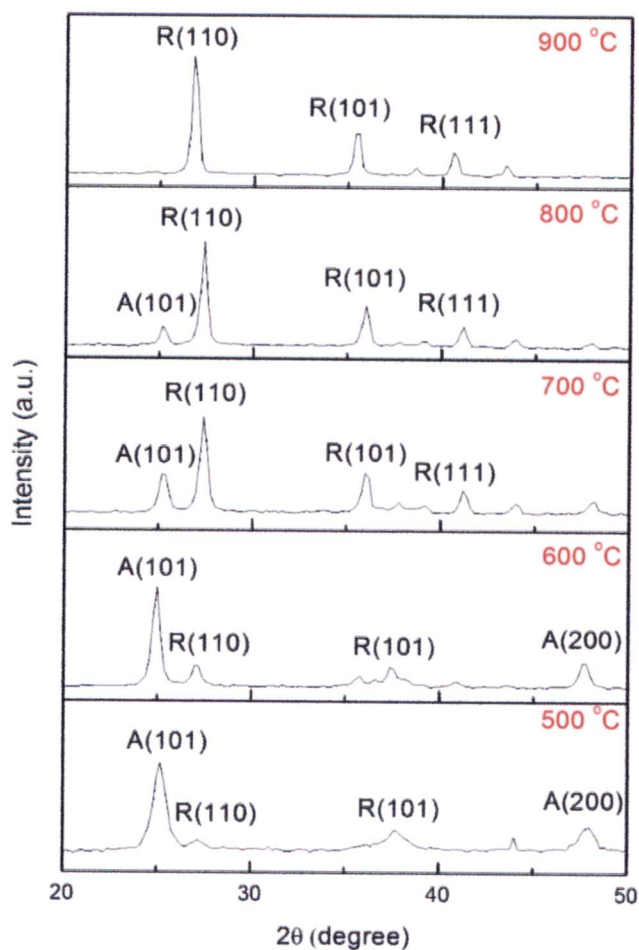 900 °C
R(110)
R(101)
R(111)
800 °C
R(110)
A(101)
R(101)
R(111)
700 °C
R(110)
A(101)
R(101)
R(111)
600 °C
A(101)
R(110)
R(101)
A(200)
500 °C
A(101)
R(110)
R(101)
A(200)
Intensity (a.u.)
20 30 40 50
2θ (degree)